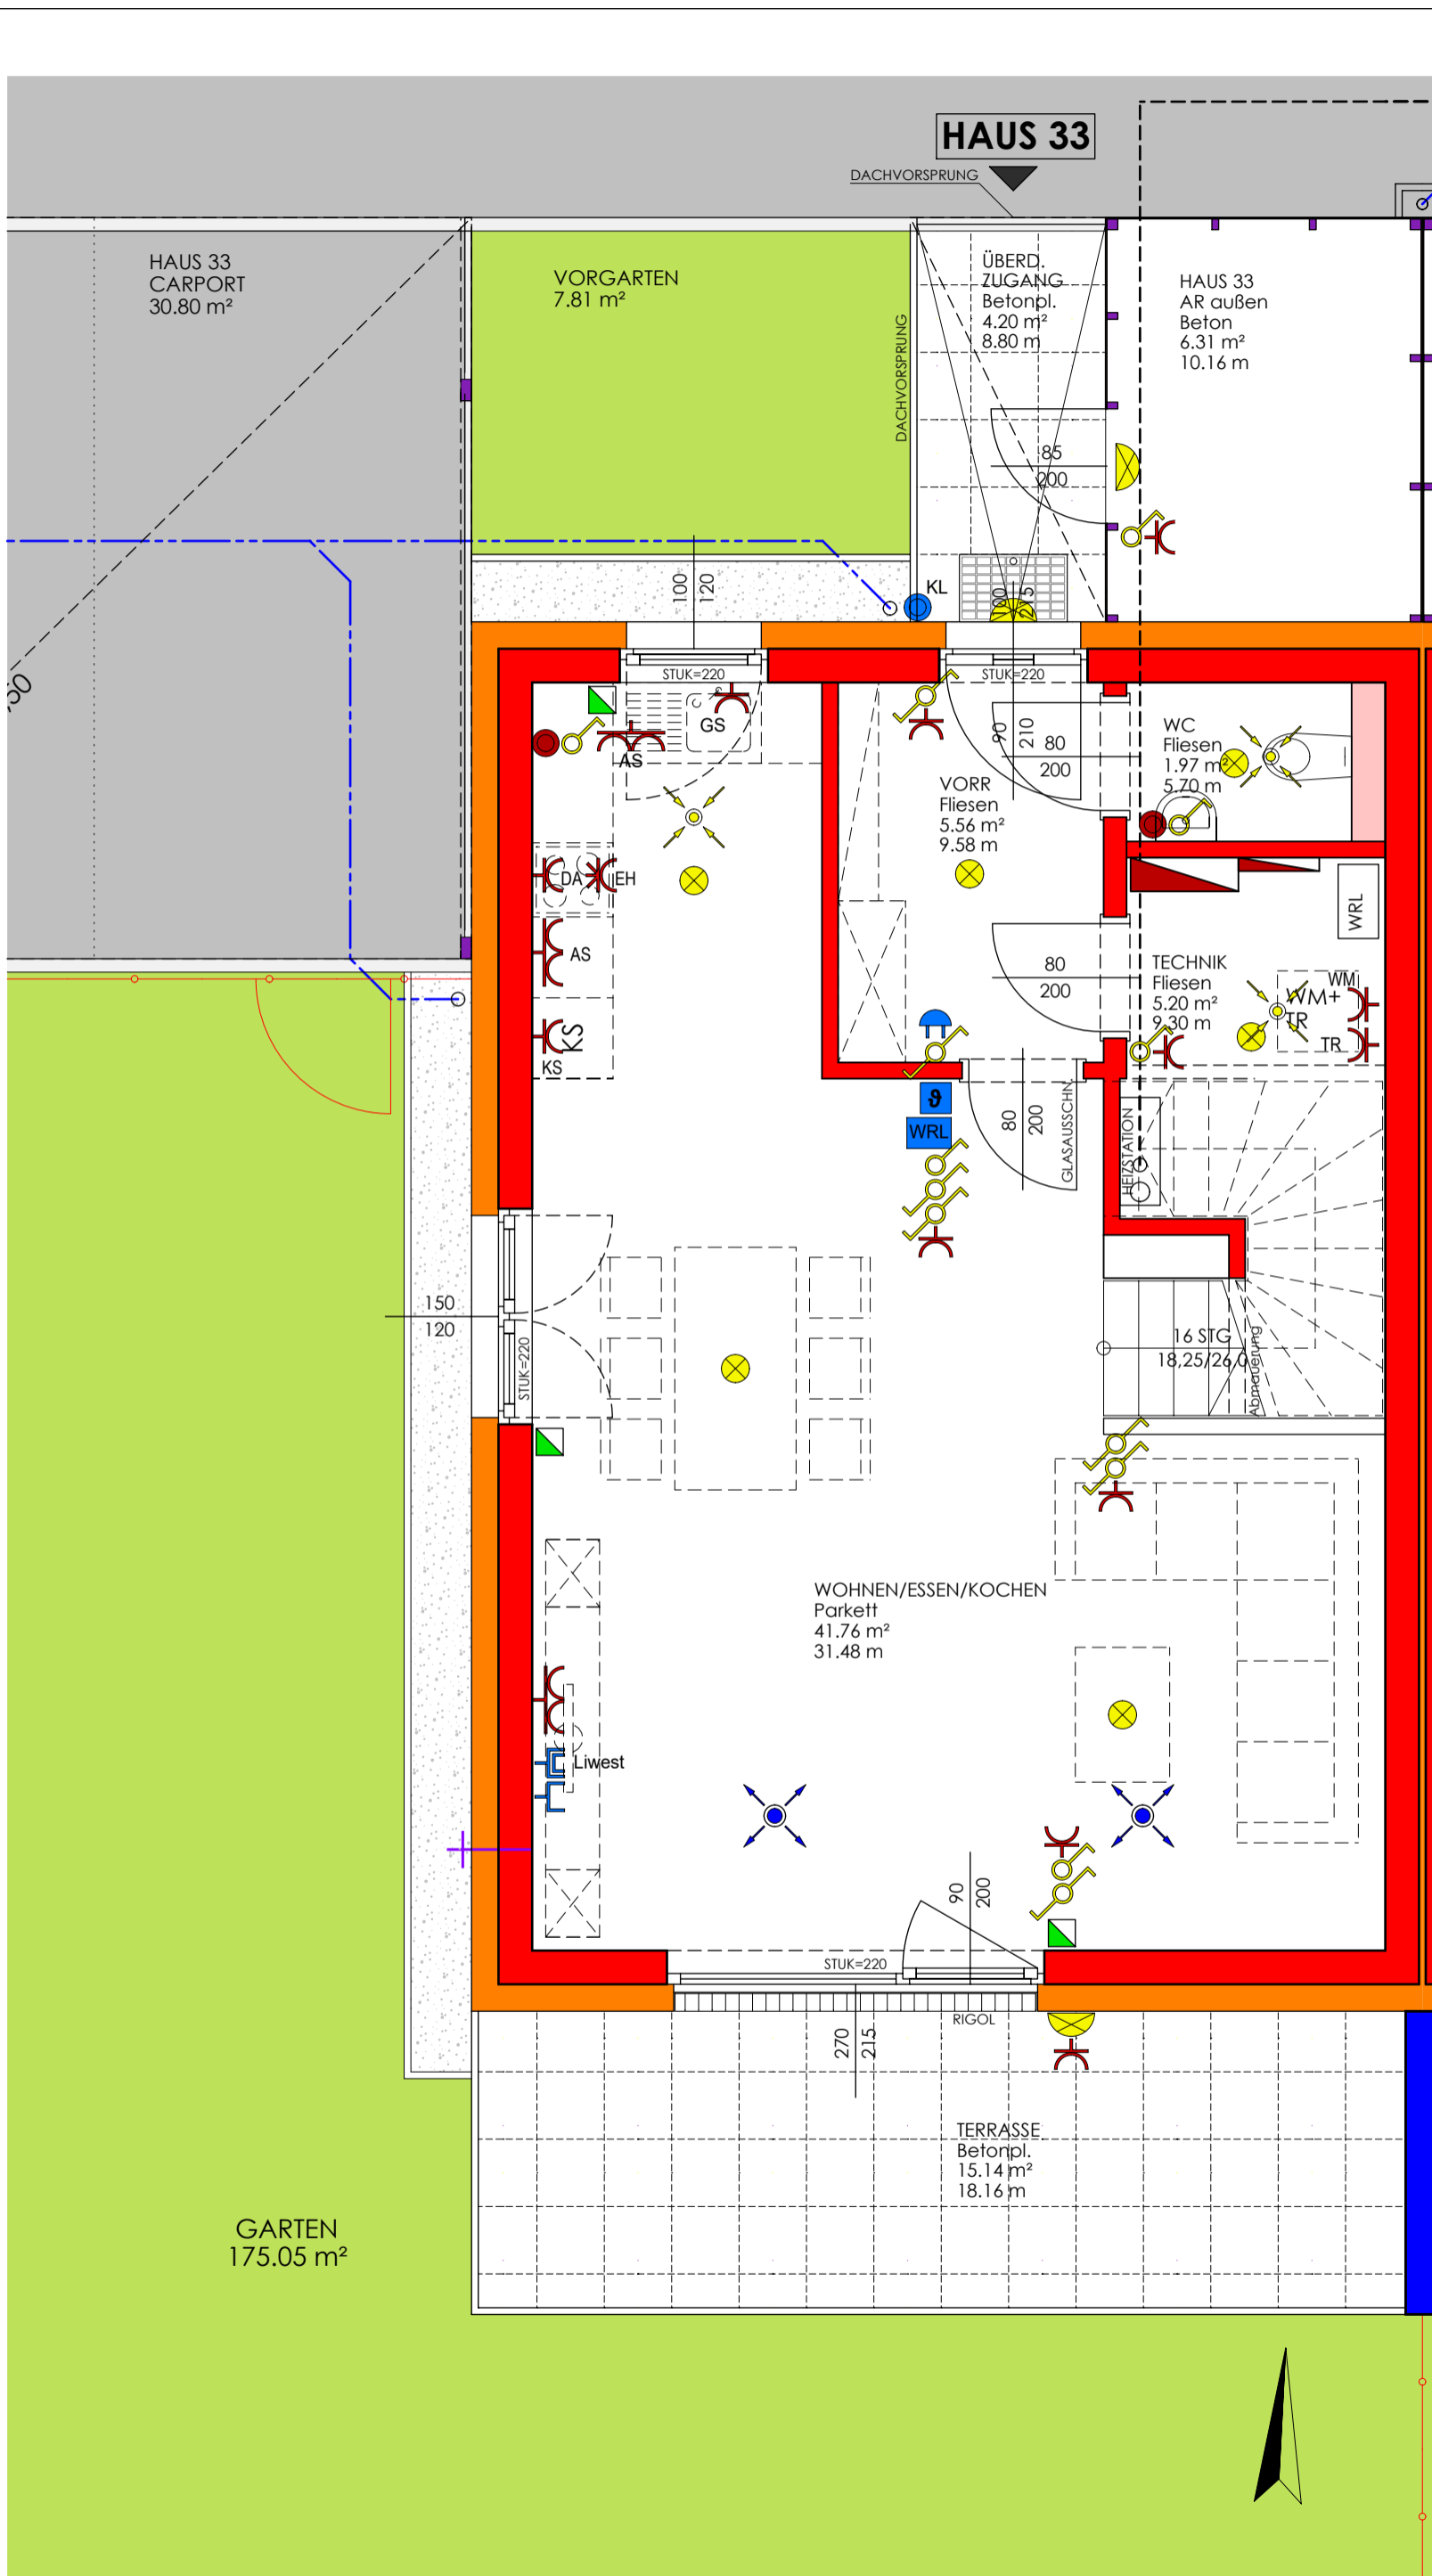 HAUS 33
DACHVORSPRUNG
HAUS 33
CARPORT
30.80 m²
VORGARTEN
7.81 m²
DACHVORSPRUNG
ÜBERD.
ZUGANG
Betonpl.
4.20 m²
8.80 m
HAUS 33
AR außen
Beton
6.31 m²
10.16 m
85
200
100
120
KL
STUK=220
STUK=220
GS
AS
90
210
80
200
WC
Fliesen
1.97 m²
5.70 m
VORR
Fliesen
5.56 m²
9.58 m
DA
EH
AS
KS
KS
WRL
80
200
TECHNIK
Fliesen
5.20 m²
9.30 m
WM
WM+
TR
TR
ϑ
WRL
80
200
GLASAUSSCHN.
HEIZSTATION
150
120
STUK=220
16 STG
18,25/26,0
Abmauerung
WOHNEN/ESSEN/KOCHEN
Parkett
41.76 m²
31.48 m
Liwest
90
200
STUK=220
RIGOL
270
215
TERRASSE
Betonpl.
15.14 m²
18.16 m
GARTEN
175.05 m²